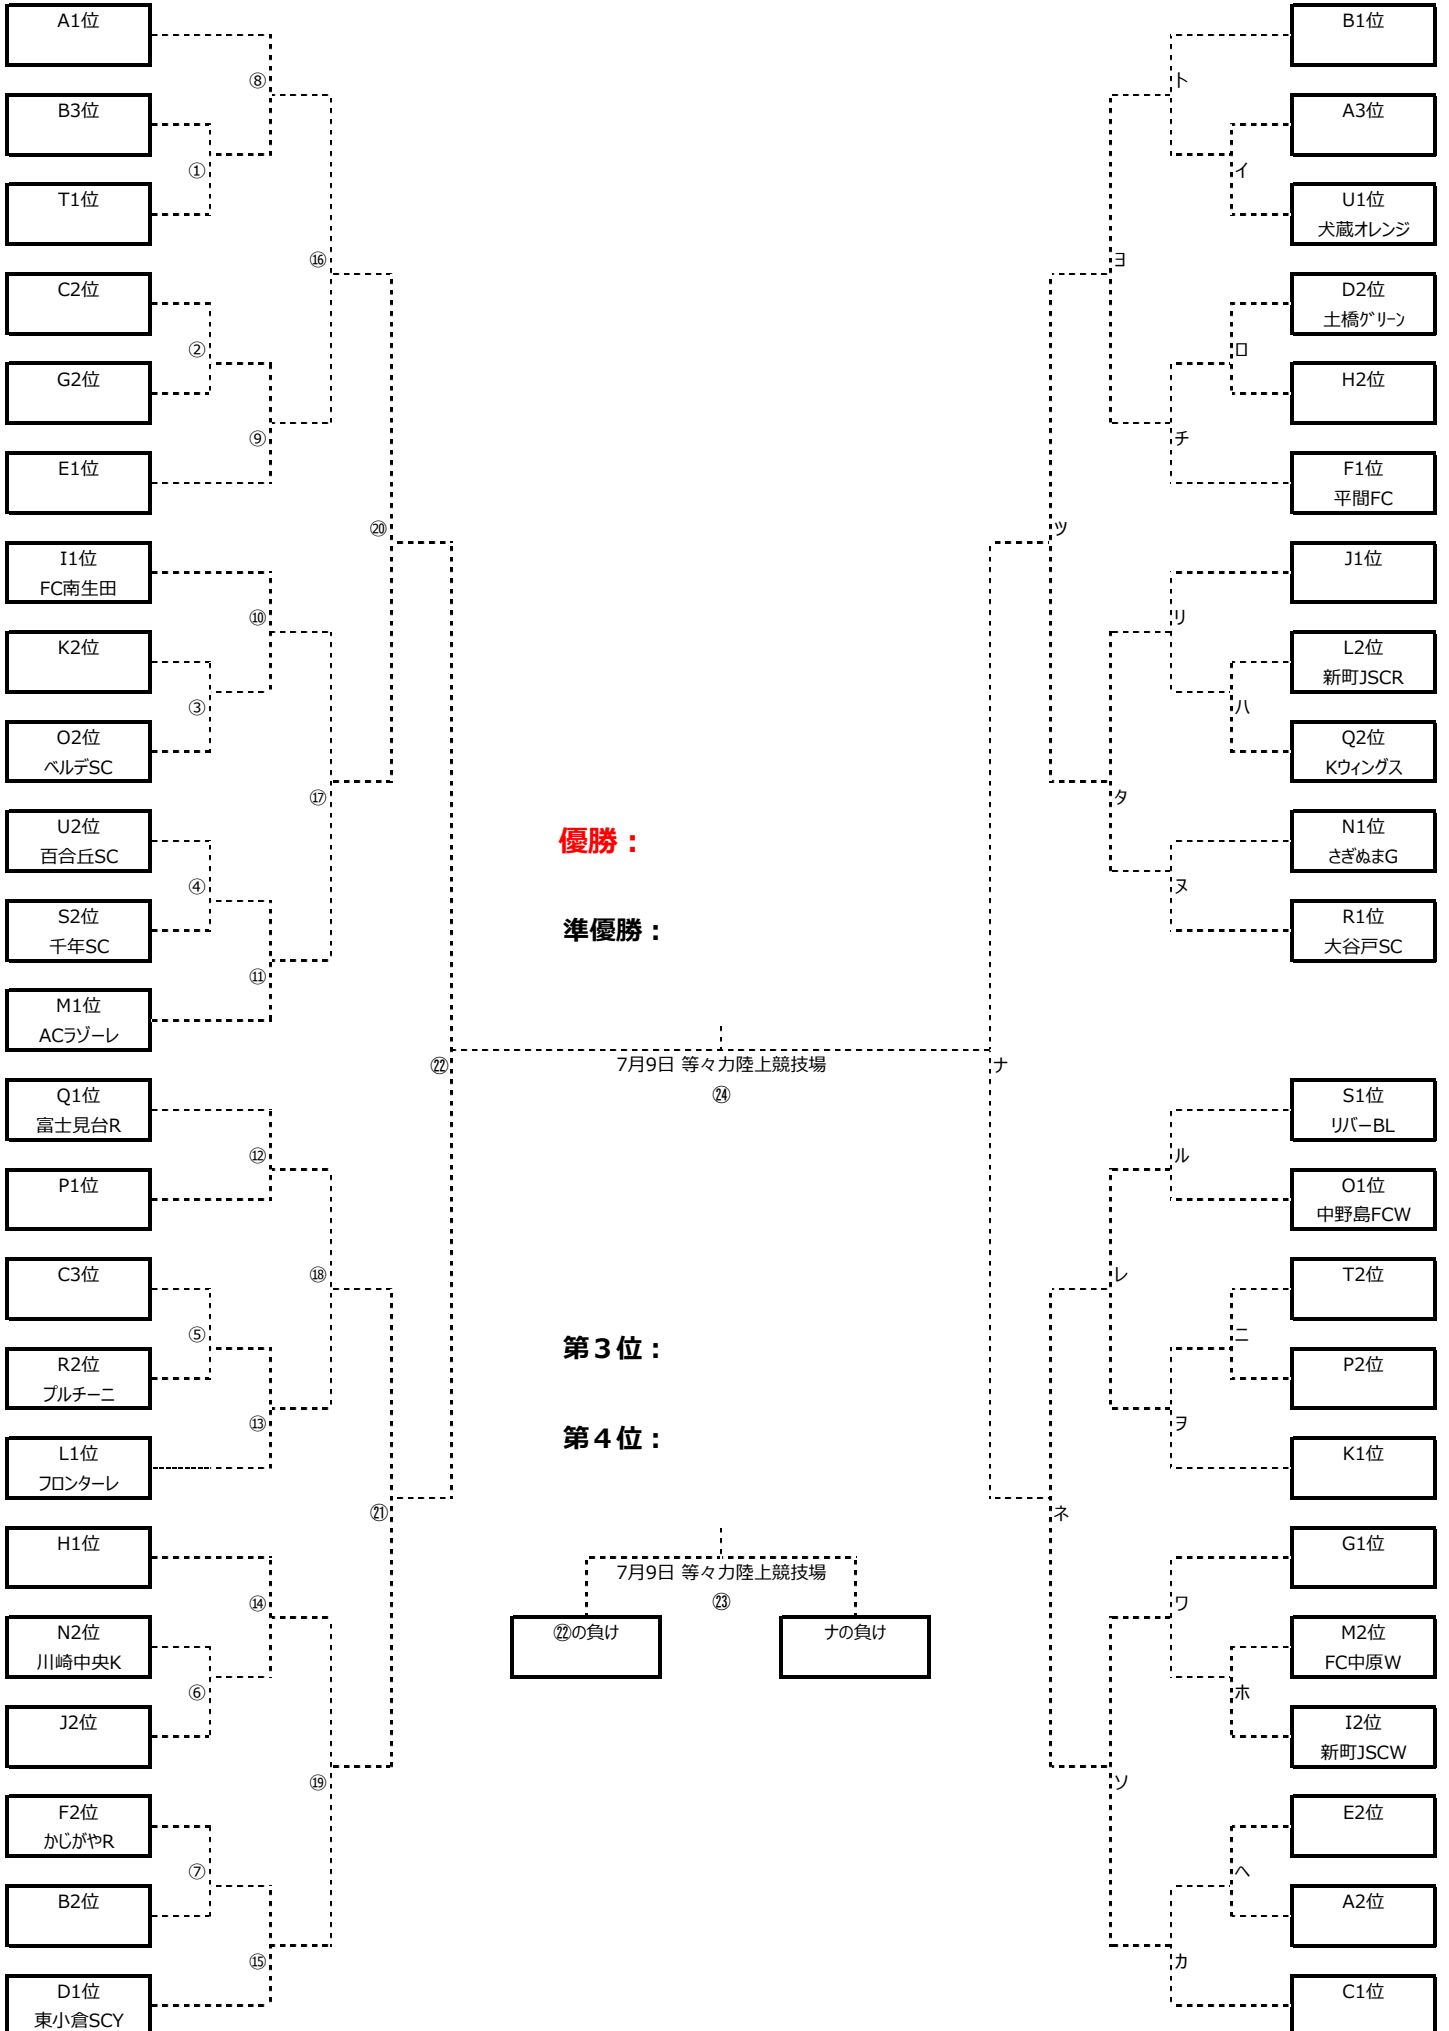 A1位
⑧
B3位
①
T1位
⑯
C2位
②
G2位
⑨
E1位
⑳
I1位
FC南生田
⑩
K2位
③
O2位
ベルデSC
⑰
U2位
百合丘SC
④
S2位
千年SC
⑪
M1位
ACラゾーレ
㉒
Q1位
富士見台R
⑫
P1位
C3位
⑱
⑤
R2位
プルチーニ
⑬
L1位
フロンターレ
㉑
H1位
⑭
N2位
川崎中央K
⑥
J2位
⑲
F2位
かじがやR
⑦
B2位
⑮
D1位
東小倉SCY
優勝：
準優勝：
7月9日 等々力陸上競技場
㉔
第３位：
第４位：
7月9日 等々力陸上競技場
㉓
㉒の負け
ナの負け
B1位
ト
A3位
イ
U1位
犬蔵オレンジ
ヨ
D2位
土橋グリーン
ロ
H2位
チ
F1位
平間FC
ツ
J1位
リ
L2位
新町JSCR
ハ
Q2位
Kウィングス
タ
N1位
さぎぬまG
ヌ
R1位
大谷戸SC
ナ
S1位
リバーBL
ル
O1位
中野島FCW
レ
T2位
ニ
P2位
ヲ
K1位
ネ
G1位
ワ
M2位
FC中原W
ホ
I2位
新町JSCW
ソ
E2位
ヘ
A2位
カ
C1位